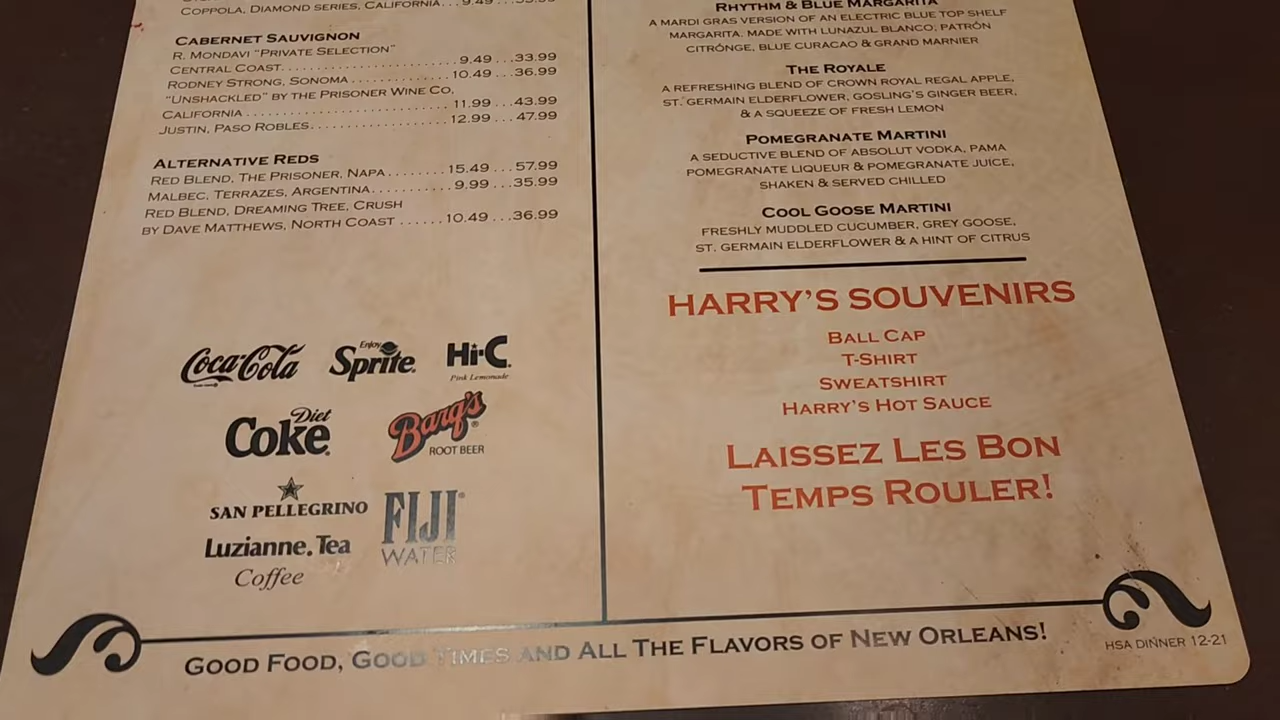 Coppola, Diamond series, California...9.49...35.99
Cabernet Sauvignon
R. Mondavi "Private Selection"
Central Coast..........................9.49...33.99
Rodney Strong, Sonoma...............10.49...36.99
"Unshackled" by the Prisoner Wine Co,
California..............................11.99...43.99
Justin, Paso Robles.....................12.99...47.99
Alternative Reds
Red Blend, The Prisoner, Napa........15.49...57.99
Malbec, Terrazes, Argentina...........9.99...35.99
Red Blend, Dreaming Tree, Crush
by Dave Matthews, North Coast......10.49...36.99
Coca-Cola
Enjoy
Sprite
Hi-C
Pink Lemonade
Diet
Coke
Barq's
ROOT BEER
SAN PELLEGRINO
FIJI
WATER
Luzianne. Tea
Coffee
Rhythm & Blue Margarita
A Mardi Gras version of an electric blue top shelf
margarita. made with Lunazul Blanco, Patrón
Citrónge, Blue Curacao & Grand Marnier
The Royale
A refreshing blend of Crown Royal Regal Apple,
St. Germain Elderflower, Gosling's Ginger Beer,
& a squeeze of fresh lemon
Pomegranate Martini
A seductive blend of Absolut Vodka, Pama
Pomegranate Liqueur & pomegranate juice,
shaken & served chilled
Cool Goose Martini
Freshly muddled cucumber, Grey Goose,
St. Germain Elderflower & a hint of citrus
Harry's Souvenirs
Ball Cap
T-Shirt
Sweatshirt
Harry's Hot Sauce
Laissez Les Bon
Temps Rouler!
Good Food, Good Times and All The Flavors of New Orleans!
HSA Dinner 12-21